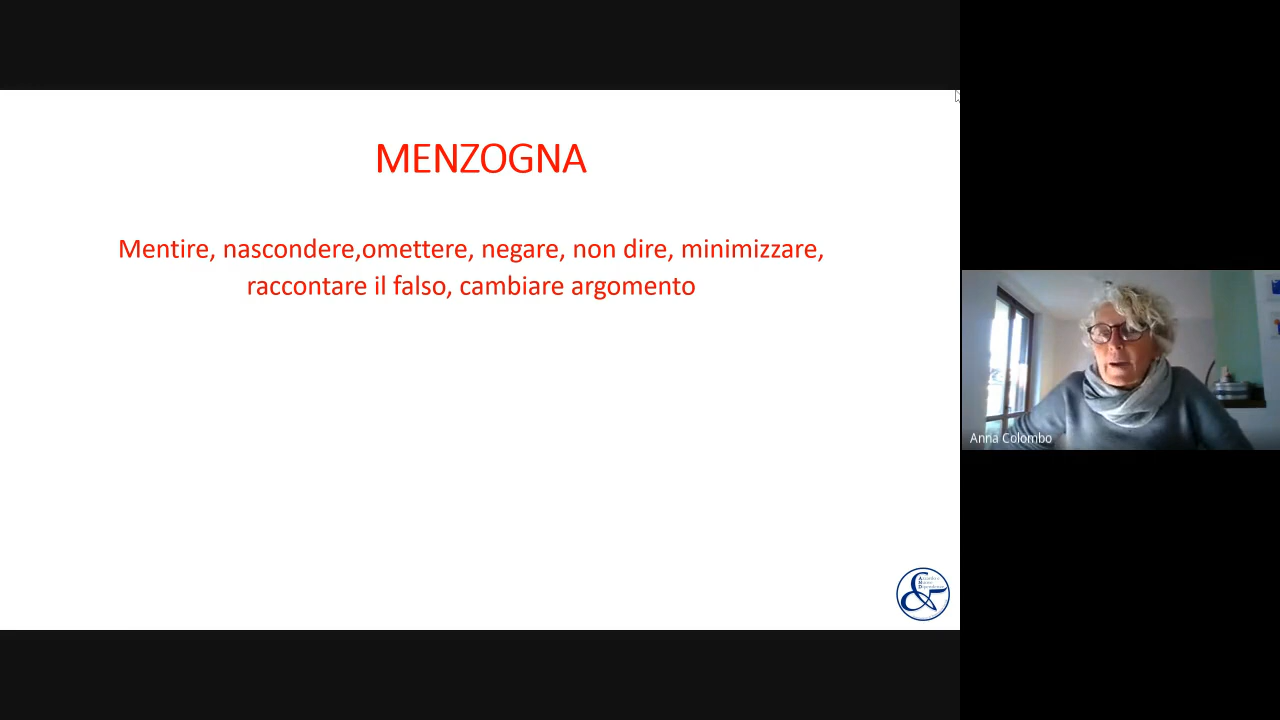 MENZOGNA
Mentire, nascondere,omettere, negare, non dire, minimizzare,
raccontare il falso, cambiare argomento
Anna Colombo